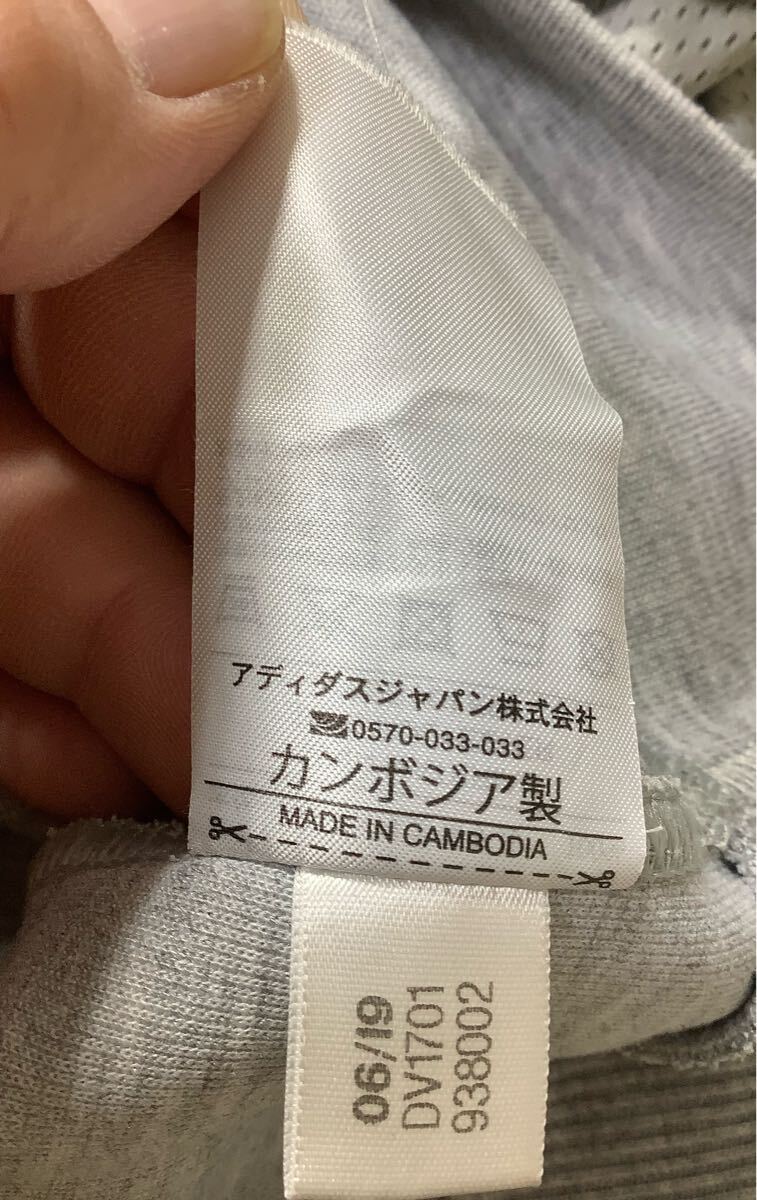 アディダスジャパン株式会社
0570-033-033
カンボジア製
MADE IN CAMBODIA
06/19
DV1701
938002